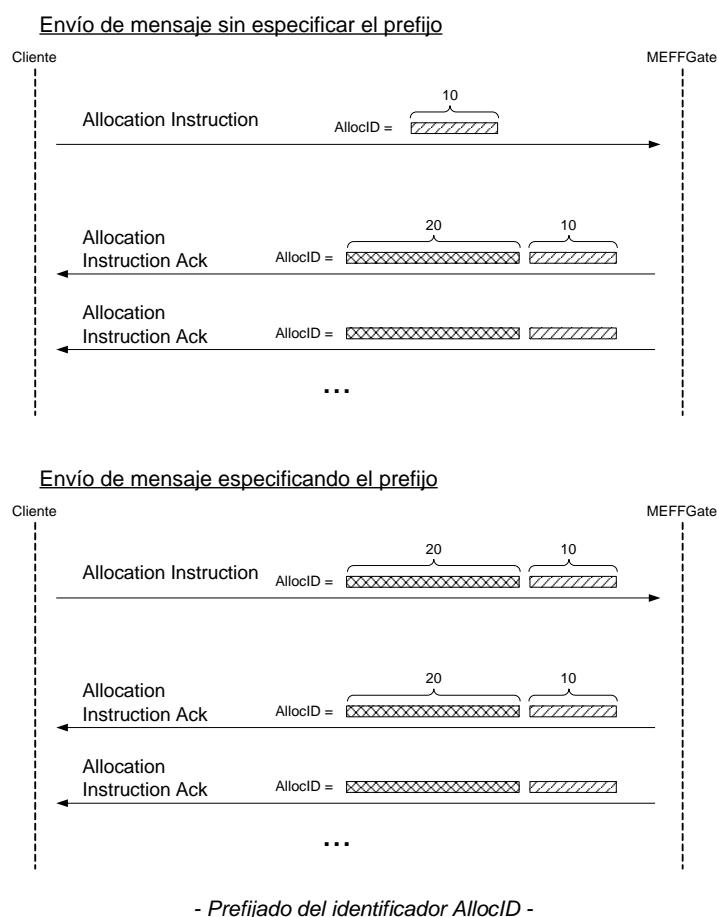 Envío de mensaje sin especificar el prefijo
Cliente MEFFGate
10
Allocation Instruction AllocID =
20 10
Allocation
Instruction Ack AllocID =
Allocation
Instruction Ack AllocID =
...
Envío de mensaje especificando el prefijo
Cliente MEFFGate
20 10
Allocation Instruction AllocID =
20 10
Allocation
Instruction Ack AllocID =
Allocation
Instruction Ack AllocID =
...
- Prefijado del identificador AllocID -